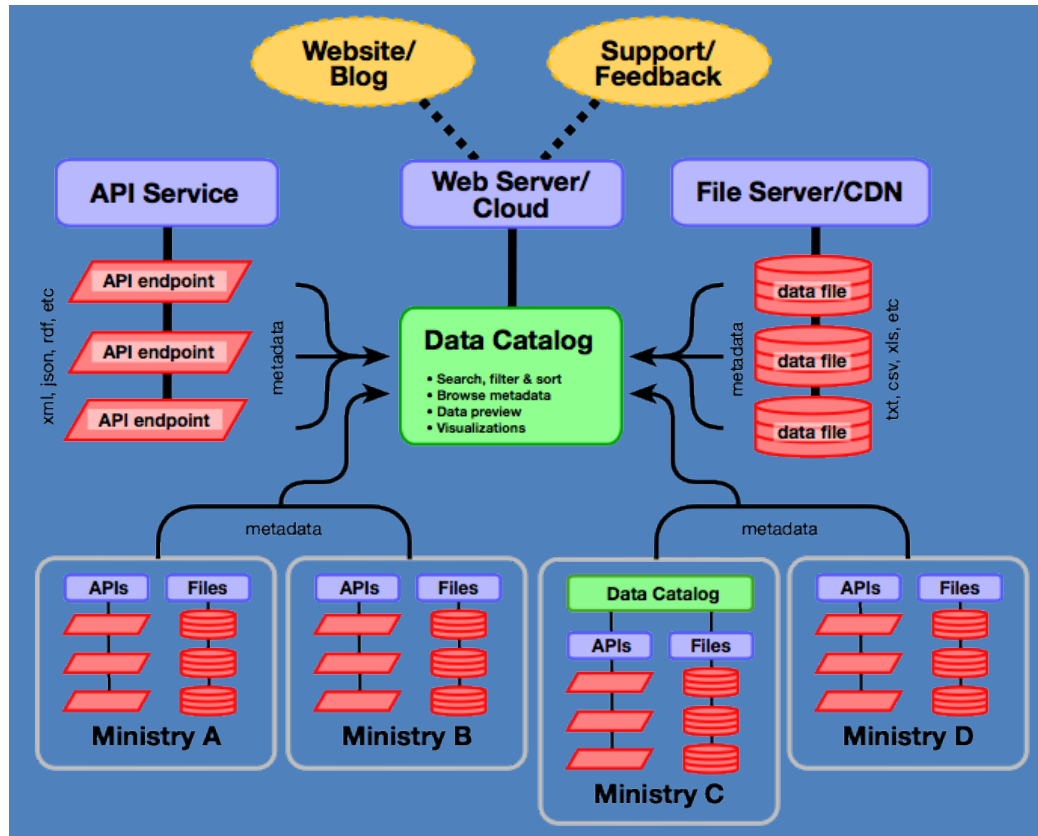 Website/
Blog
Support/
Feedback
API Service
Web Server/
Cloud
File Server/CDN
API endpoint
API endpoint
API endpoint
xml, json, rdf, etc
metadata
Data Catalog
• Search, filter & sort
• Browse metadata
• Data preview
• Visualizations
metadata
data file
data file
data file
txt, csv, xls, etc
metadata
metadata
APIs
Files
Ministry A
APIs
Files
Ministry B
Data Catalog
APIs
Files
Ministry C
APIs
Files
Ministry D